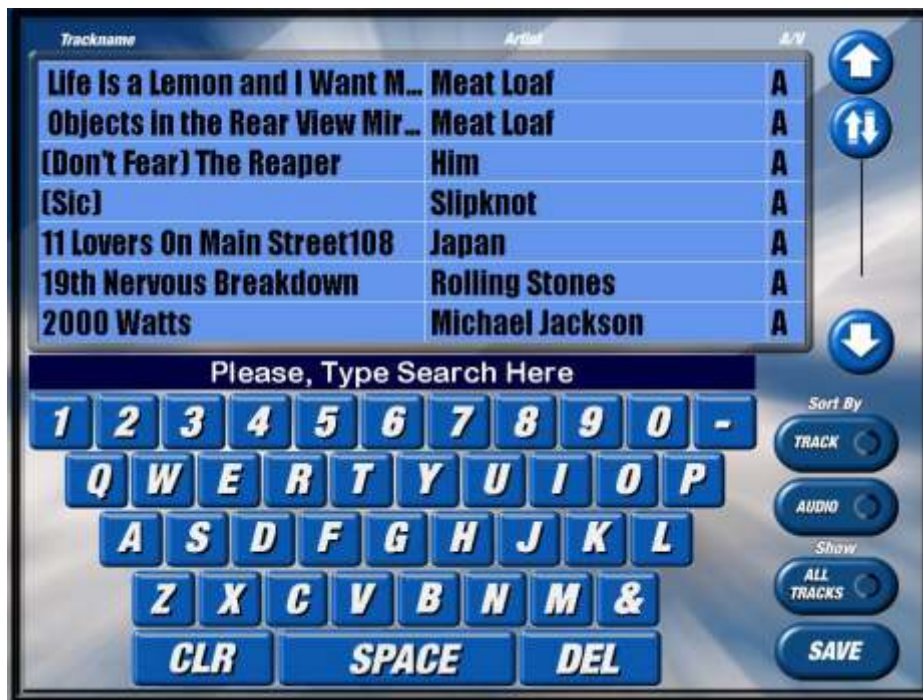 Trackname Artist A/V
Life Is a Lemon and I Want M... Meat Loaf A
Objects in the Rear View Mir... Meat Loaf A
(Don't Fear) The Reaper Him A
(Sic) Slipknot A
11 Lovers On Main Street108 Japan A
19th Nervous Breakdown Rolling Stones A
2000 Watts Michael Jackson A
Please, Type Search Here
1 2 3 4 5 6 7 8 9 0 -
Q W E R T Y U I O P
A S D F G H J K L
Z X C V B N M &
CLR SPACE DEL
Sort By
TRACK
AUDIO
Show
ALL
TRACKS
SAVE